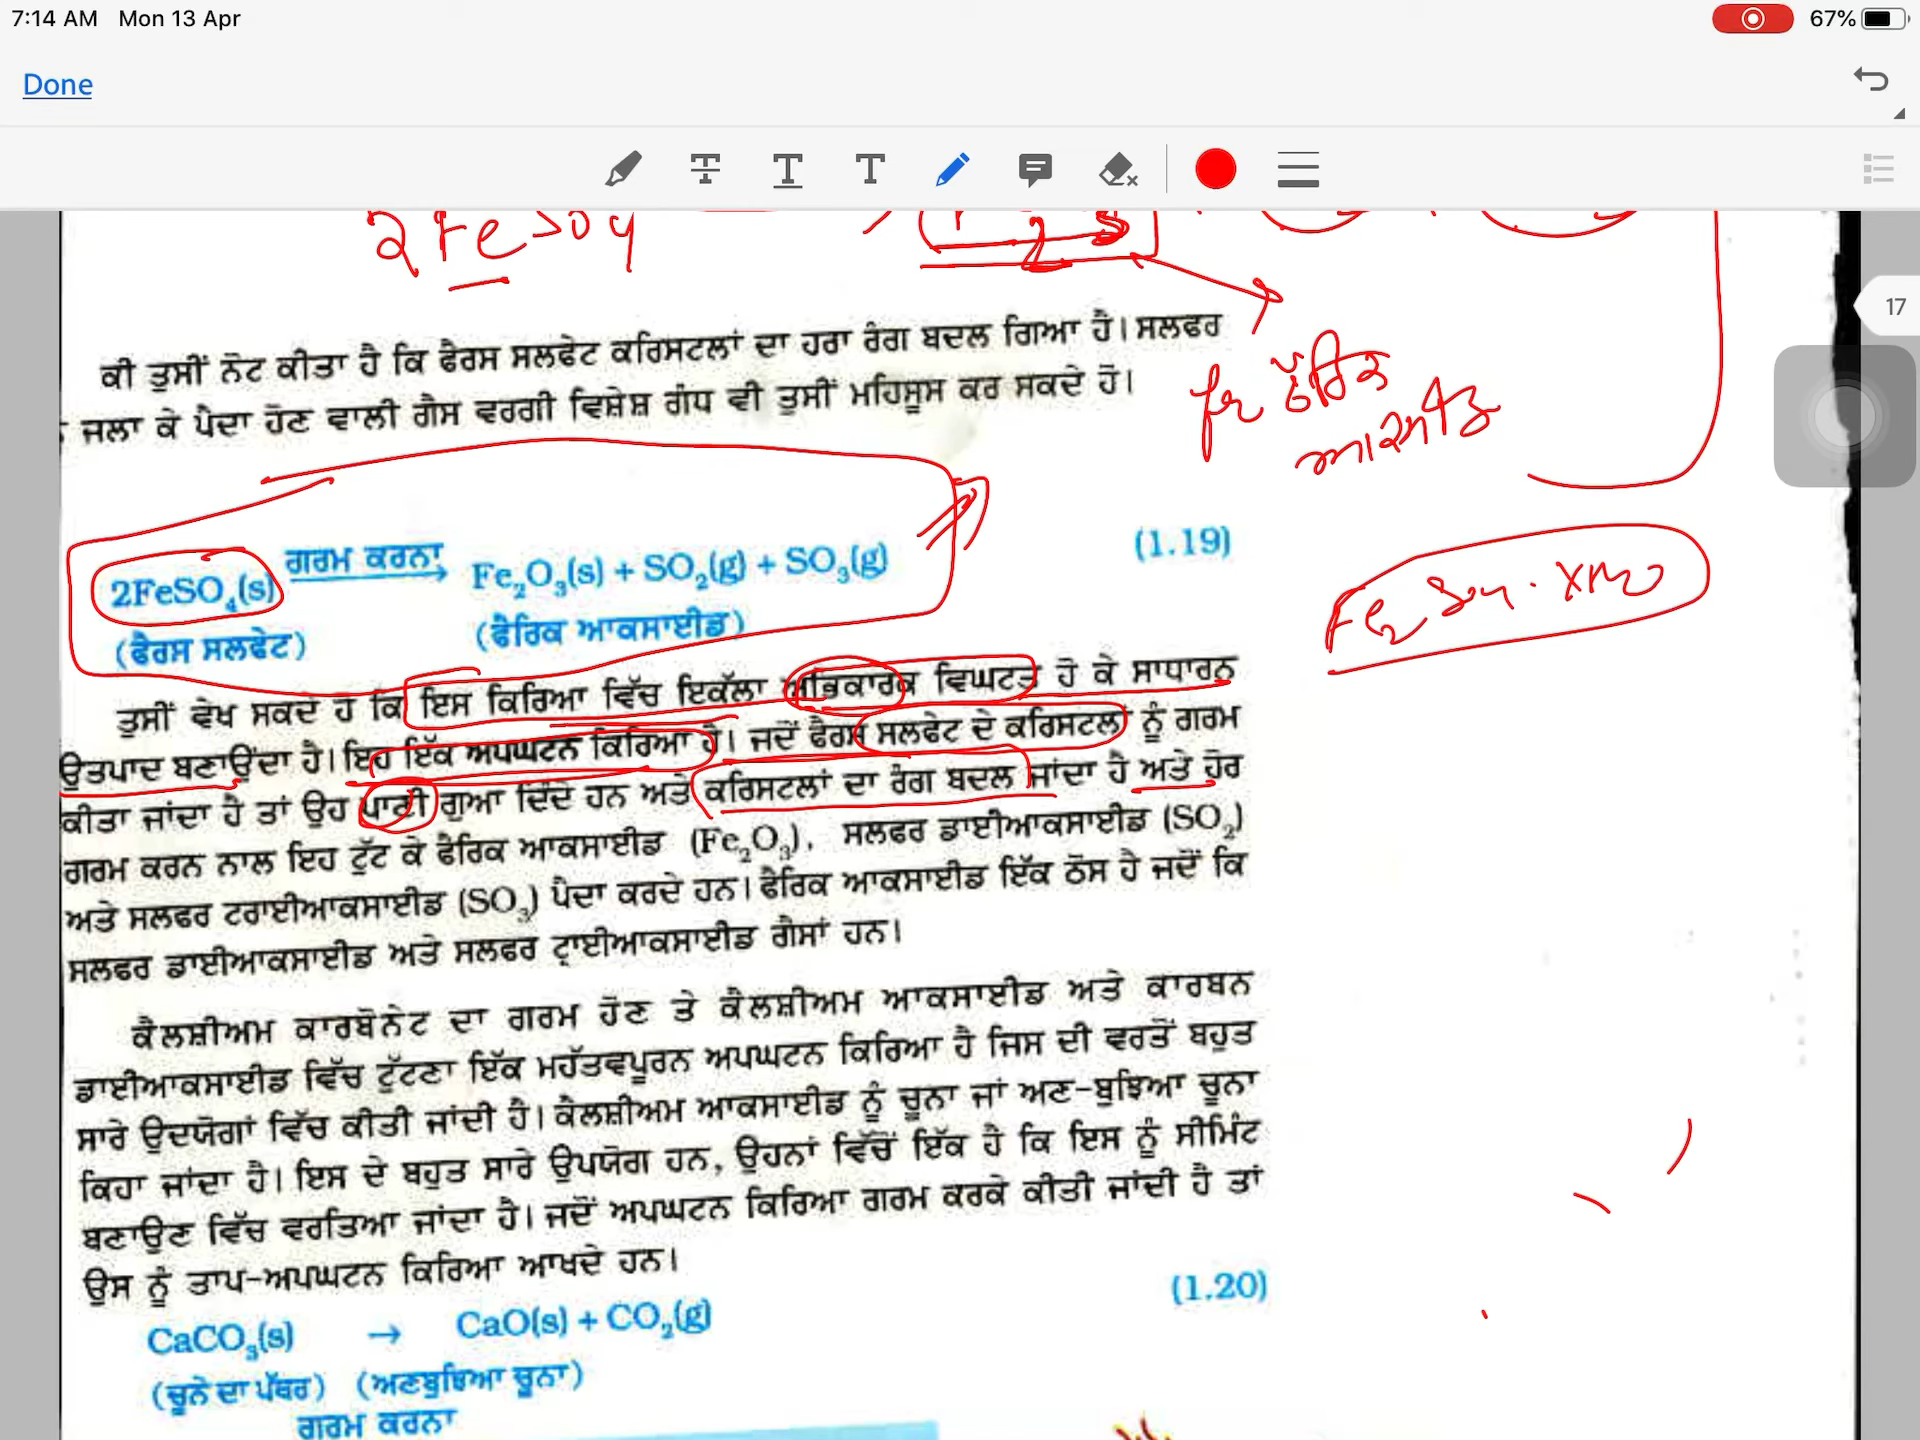 7:14 AM Mon 13 Apr
67%
Done
17
2FeSO4
ਕੀ ਤੁਸੀਂ ਨੋਟ ਕੀਤਾ ਹੈ ਕਿ ਫੈਰਸ ਸਲਫੇਟ ਕਰਿਸਟਲਾਂ ਦਾ ਹਰਾ ਰੰਗ ਬਦਲ ਗਿਆ ਹੈ। ਸਲਫਰ
ਜਲਾ ਕੇ ਪੈਦਾ ਹੋਣ ਵਾਲੀ ਗੈਸ ਵਰਗੀ ਵਿਸ਼ੇਸ਼ ਗੰਧ ਵੀ ਤੁਸੀਂ ਮਹਿਸੂਸ ਕਰ ਸਕਦੇ ਹੋ।
2FeSO₄(s) ਗਰਮ ਕਰਨਾ → Fe₂O₃(s) + SO₂(g) + SO₃(g) (1.19)
(ਫੈਰਸ ਸਲਫੇਟ) (ਫੈਰਿਕ ਆਕਸਾਈਡ)
Fe₂SO₄.XH₂O
ਤੁਸੀਂ ਵੇਖ ਸਕਦੇ ਹੋ ਕਿ ਇਸ ਕਿਰਿਆ ਵਿੱਚ ਇਕੱਲਾ ਅਭਿਕਾਰਕ ਵਿਘਟਤ ਹੋ ਕੇ ਸਾਧਾਰਨ
ਉਤਪਾਦ ਬਣਾਉਂਦਾ ਹੈ। ਇਹ ਇੱਕ ਅਪਘਟਨ ਕਿਰਿਆ ਹੈ। ਜਦੋਂ ਫੈਰਸ ਸਲਫੇਟ ਦੇ ਕਰਿਸਟਲਾਂ ਨੂੰ ਗਰਮ
ਕੀਤਾ ਜਾਂਦਾ ਹੈ ਤਾਂ ਉਹ ਪਾਣੀ ਗੁਆ ਦਿੰਦੇ ਹਨ ਅਤੇ ਕਰਿਸਟਲਾਂ ਦਾ ਰੰਗ ਬਦਲ ਜਾਂਦਾ ਹੈ ਅਤੇ ਹੋਰ
ਗਰਮ ਕਰਨ ਨਾਲ ਇਹ ਟੁੱਟ ਕੇ ਫੈਰਿਕ ਆਕਸਾਈਡ (Fe₂O₃), ਸਲਫਰ ਡਾਈਆਕਸਾਈਡ (SO₂)
ਅਤੇ ਸਲਫਰ ਟਰਾਈਆਕਸਾਈਡ (SO₃) ਪੈਦਾ ਕਰਦੇ ਹਨ। ਫੈਰਿਕ ਆਕਸਾਈਡ ਇੱਕ ਠੋਸ ਹੈ ਜਦੋਂ ਕਿ
ਸਲਫਰ ਡਾਈਆਕਸਾਈਡ ਅਤੇ ਸਲਫਰ ਟ੍ਰਾਈਆਕਸਾਈਡ ਗੈਸਾਂ ਹਨ।
ਕੈਲਸ਼ੀਅਮ ਕਾਰਬੋਨੇਟ ਦਾ ਗਰਮ ਹੋਣ ਤੇ ਕੈਲਸ਼ੀਅਮ ਆਕਸਾਈਡ ਅਤੇ ਕਾਰਬਨ
ਡਾਈਆਕਸਾਈਡ ਵਿੱਚ ਟੁੱਟਣਾ ਇੱਕ ਮਹੱਤਵਪੂਰਨ ਅਪਘਟਨ ਕਿਰਿਆ ਹੈ ਜਿਸ ਦੀ ਵਰਤੋਂ ਬਹੁਤ
ਸਾਰੇ ਉਦਯੋਗਾਂ ਵਿੱਚ ਕੀਤੀ ਜਾਂਦੀ ਹੈ। ਕੈਲਸ਼ੀਅਮ ਆਕਸਾਈਡ ਨੂੰ ਚੂਨਾ ਜਾਂ ਅਣ-ਬੁਝਿਆ ਚੂਨਾ
ਕਿਹਾ ਜਾਂਦਾ ਹੈ। ਇਸ ਦੇ ਬਹੁਤ ਸਾਰੇ ਉਪਯੋਗ ਹਨ, ਉਹਨਾਂ ਵਿੱਚੋਂ ਇੱਕ ਹੈ ਕਿ ਇਸ ਨੂੰ ਸੀਮਿੰਟ
ਬਣਾਉਣ ਵਿੱਚ ਵਰਤਿਆ ਜਾਂਦਾ ਹੈ। ਜਦੋਂ ਅਪਘਟਨ ਕਿਰਿਆ ਗਰਮ ਕਰਕੇ ਕੀਤੀ ਜਾਂਦੀ ਹੈ ਤਾਂ
ਉਸ ਨੂੰ ਤਾਪ-ਅਪਘਟਨ ਕਿਰਿਆ ਆਖਦੇ ਹਨ।
CaCO₃(s) → CaO(s) + CO₂(g) (1.20)
(ਚੂਨੇ ਦਾ ਪੱਥਰ) (ਅਣਬੁਝਿਆ ਚੂਨਾ)
ਗਰਮ ਕਰਨਾ